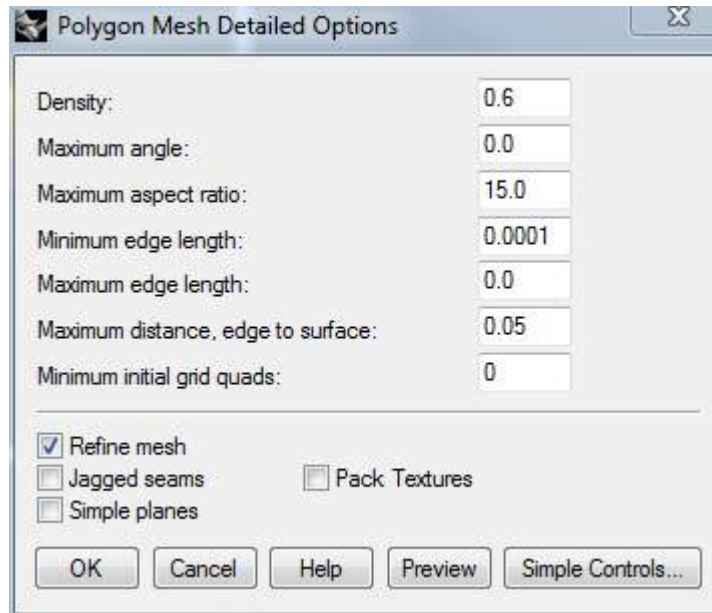 Polygon Mesh Detailed Options
Density: 0.6
Maximum angle: 0.0
Maximum aspect ratio: 15.0
Minimum edge length: 0.0001
Maximum edge length: 0.0
Maximum distance, edge to surface: 0.05
Minimum initial grid quads: 0
Refine mesh
Jagged seams Pack Textures
Simple planes
OK Cancel Help Preview Simple Controls...